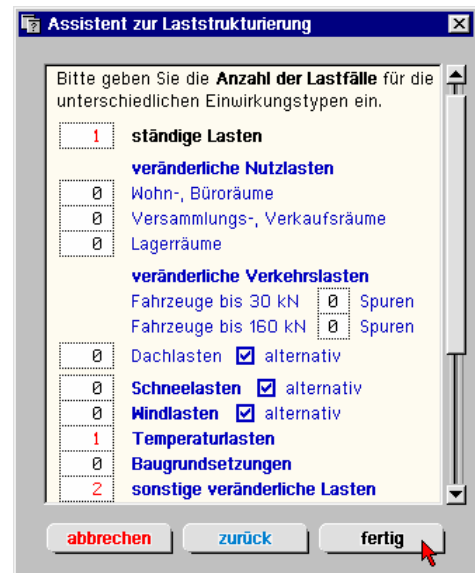 Assistent zur Laststrukturierung
Bitte geben Sie die Anzahl der Lastfälle für die
unterschiedlichen Einwirkungstypen ein.
1 ständige Lasten
veränderliche Nutzlasten
0 Wohn-, Büroräume
0 Versammlungs-, Verkaufsräume
0 Lagerräume
veränderliche Verkehrslasten
Fahrzeuge bis 30 kN 0 Spuren
Fahrzeuge bis 160 kN 0 Spuren
0 Dachlasten alternativ
0 Schneelasten alternativ
0 Windlasten alternativ
1 Temperaturlasten
0 Baugrundsetzungen
2 sonstige veränderliche Lasten
abbrechen zurück fertig